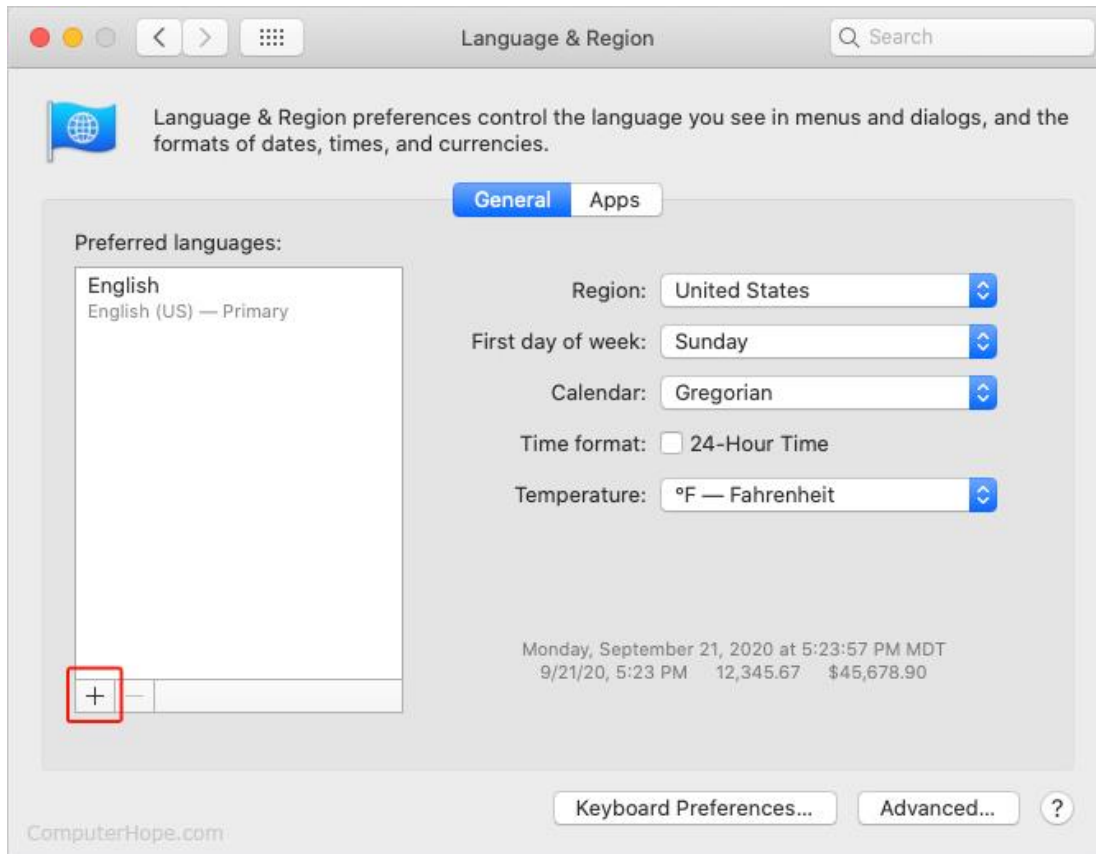 Language & Region
Search
Language & Region preferences control the language you see in menus and dialogs, and the
formats of dates, times, and currencies.
General Apps
Preferred languages:
English
English (US) — Primary
Region: United States
First day of week: Sunday
Calendar: Gregorian
Time format: 24-Hour Time
Temperature: °F — Fahrenheit
Monday, September 21, 2020 at 5:23:57 PM MDT
9/21/20, 5:23 PM 12,345.67 $45,678.90
+ —
Keyboard Preferences... Advanced... ?
ComputerHope.com